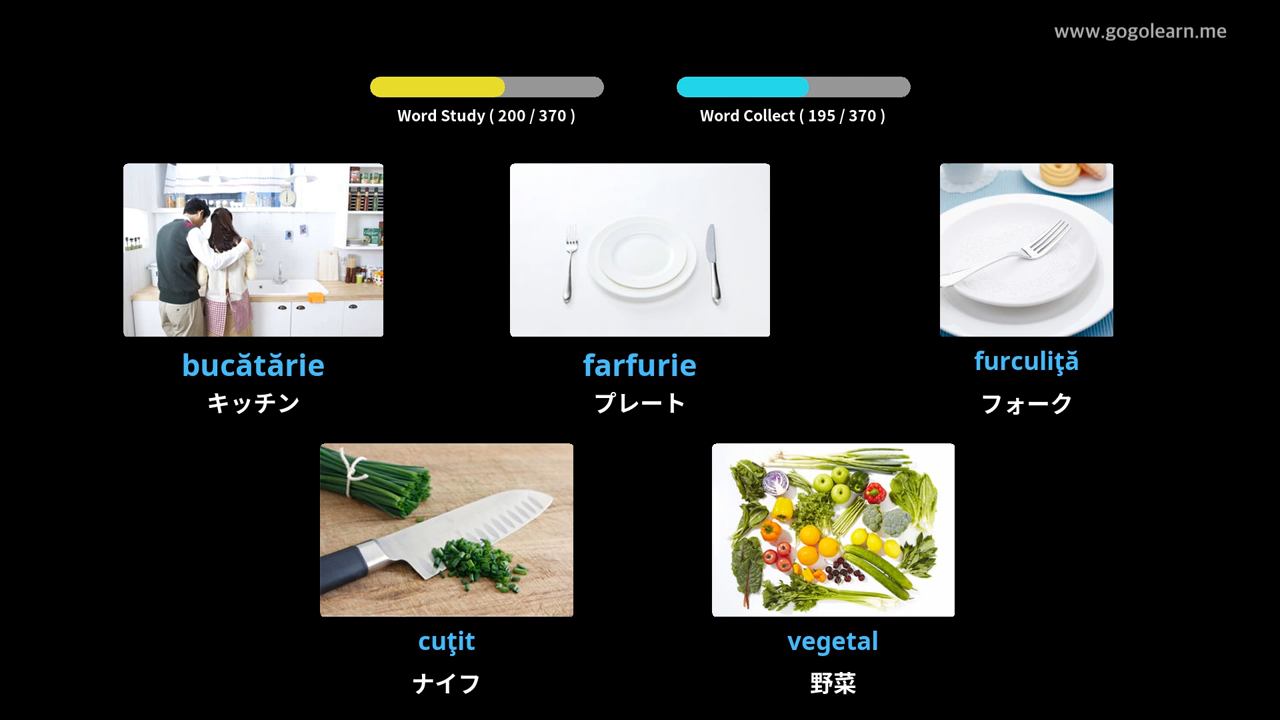 www.gogolearn.me
Word Study ( 200 / 370 )
Word Collect ( 195 / 370 )
bucătărie
キッチン
farfurie
プレート
furculiţă
フォーク
cuţit
ナイフ
vegetal
野菜